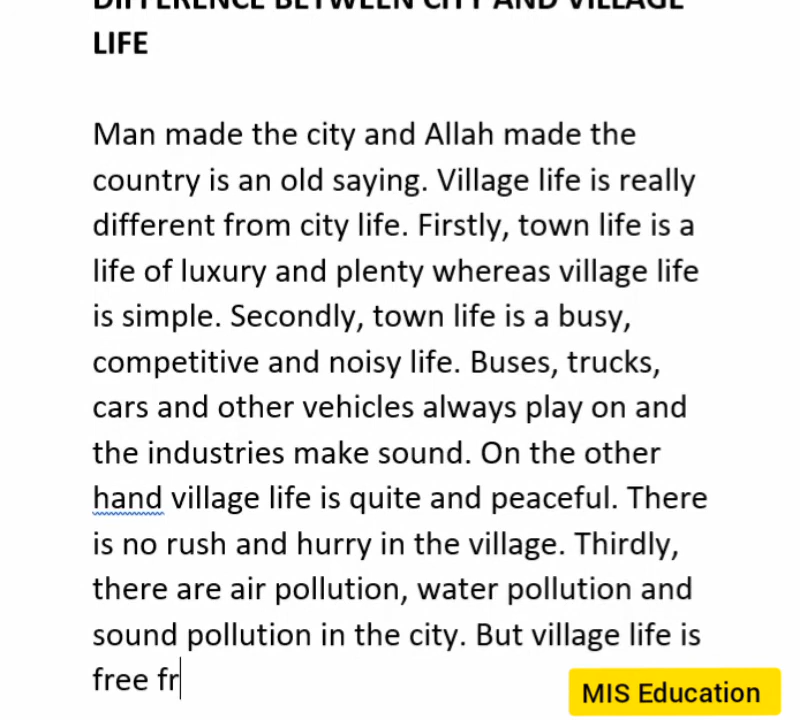 DIFFERENCE BETWEEN CITY AND VILLAGE
LIFE
Man made the city and Allah made the
country is an old saying. Village life is really
different from city life. Firstly, town life is a
life of luxury and plenty whereas village life
is simple. Secondly, town life is a busy,
competitive and noisy life. Buses, trucks,
cars and other vehicles always play on and
the industries make sound. On the other
hand village life is quite and peaceful. There
is no rush and hurry in the village. Thirdly,
there are air pollution, water pollution and
sound pollution in the city. But village life is
free fr
MIS Education